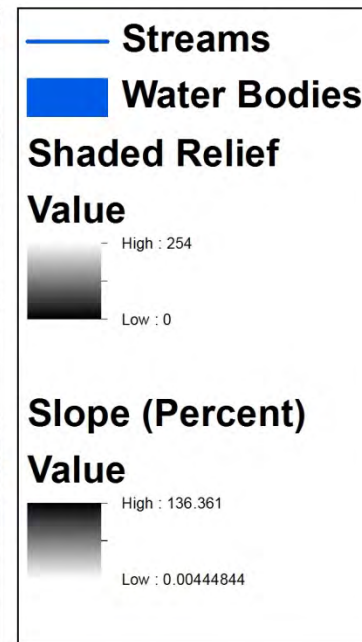 Streams
Water Bodies
Shaded Relief
Value
High : 254
Low : 0
Slope (Percent)
Value
High : 136.361
Low : 0.00444844